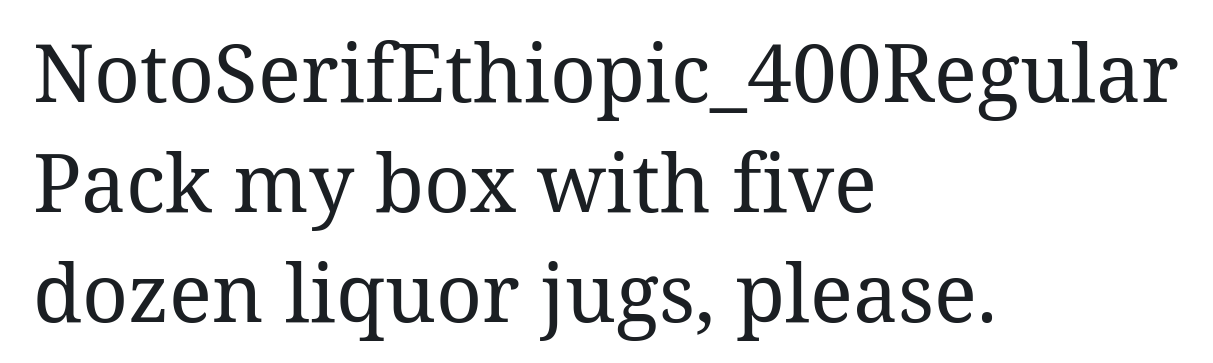 NotoSerifEthiopic_400Regular
Pack my box with five
dozen liquor jugs, please.